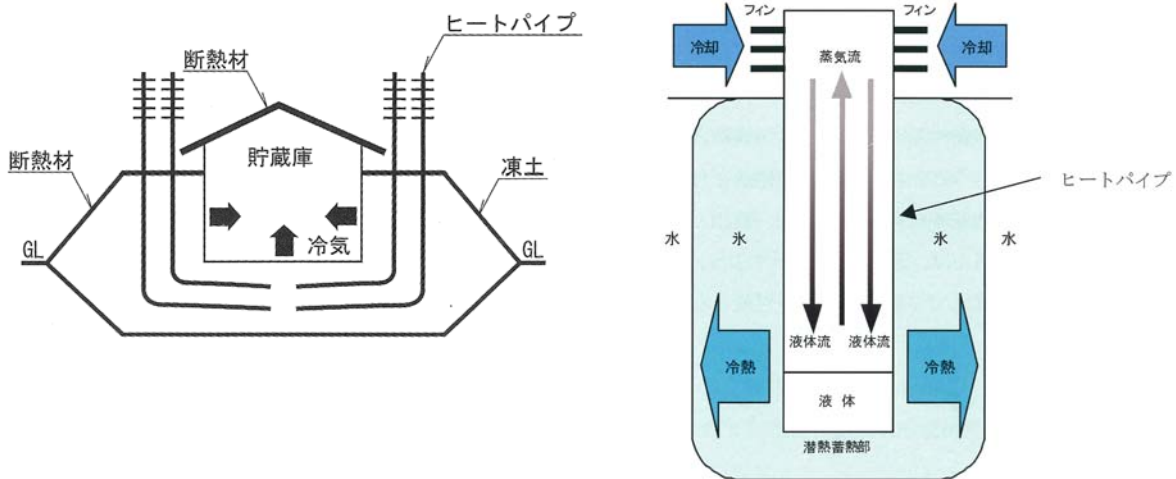 ヒートパイプ
断熱材
断熱材
貯蔵庫
凍土
GL
GL
冷気
フィン
フィン
冷却
冷却
蒸気流
ヒートパイプ
水
氷
氷
水
液体流
液体流
冷熱
冷熱
液体
潜熱蓄熱部